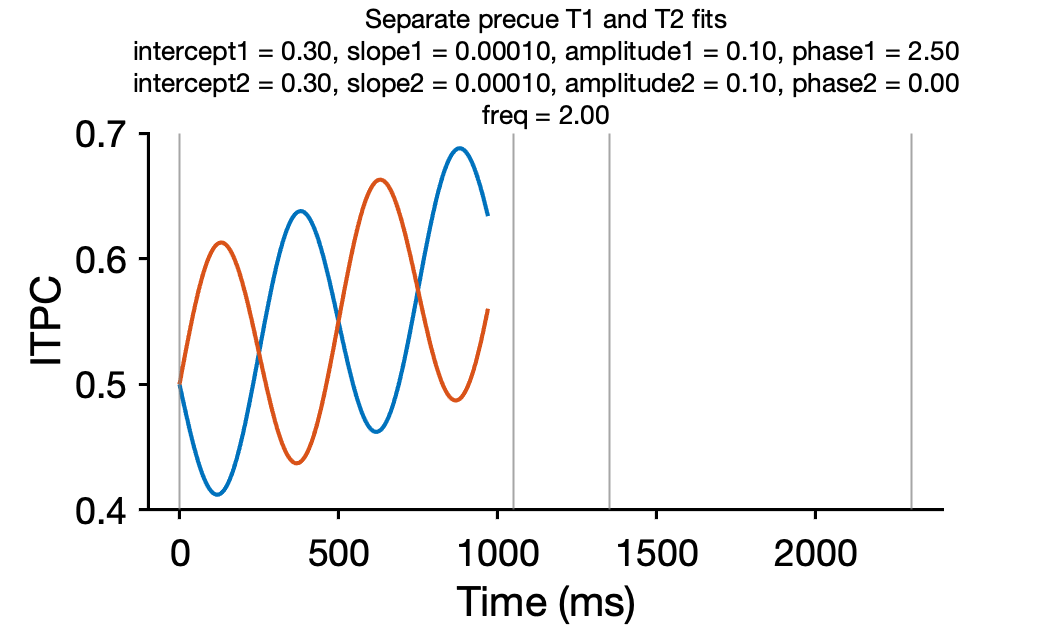 Separate precue T1 and T2 fits
intercept1 = 0.30, slope1 = 0.00010, amplitude1 = 0.10, phase1 = 2.50
intercept2 = 0.30, slope2 = 0.00010, amplitude2 = 0.10, phase2 = 0.00
freq = 2.00
0.7
0.6
0.5
0.4
ITPC
0 500 1000 1500 2000
Time (ms)